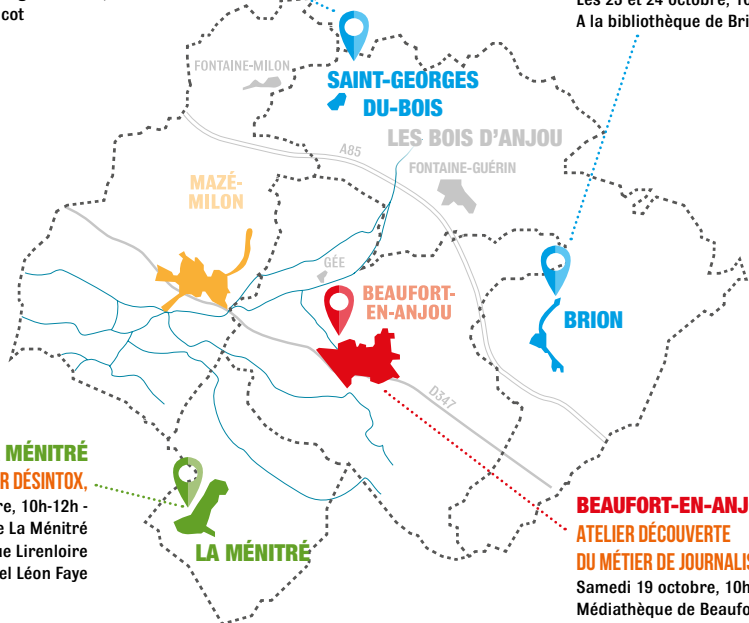 cot
Les 23 et 24 octobre, 10
A la bibliothèque de Bri
FONTAINE-MILON
SAINT-GEORGES
DU-BOIS
LES BOIS D'ANJOU
A85
FONTAINE-GUÉRIN
MAZÉ-
MILON
GÉE
BEAUFORT-
EN-ANJOU
BRION
D347
MÉNITRÉ
R DÉSINTOX,
re, 10h-12h -
e La Ménitré
ue Lirenloire
el Léon Faye
LA MÉNITRÉ
BEAUFORT-EN-ANJ
ATELIER DÉCOUVERTE
DU MÉTIER DE JOURNALIS
Samedi 19 octobre, 10h
Médiathèque de Beaufo